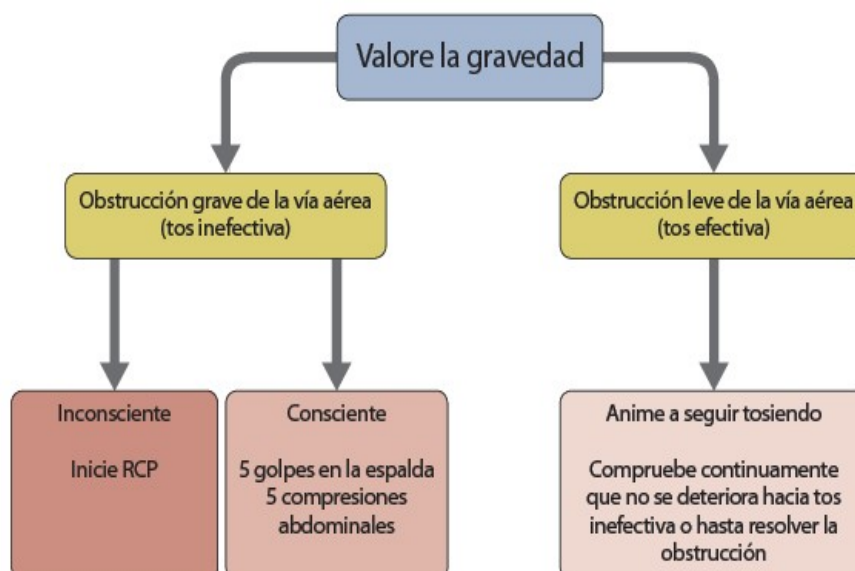 Valore la gravedad
Obstrucción grave de la vía aérea
(tos inefectiva)
Obstrucción leve de la vía aérea
(tos efectiva)
Inconsciente
Inicie RCP
Consciente
5 golpes en la espalda
5 compresiones
abdominales
Anime a seguir tosiendo
Compruebe continuamente
que no se deteriora hacia tos
inefectiva o hasta resolver la
obstrucción